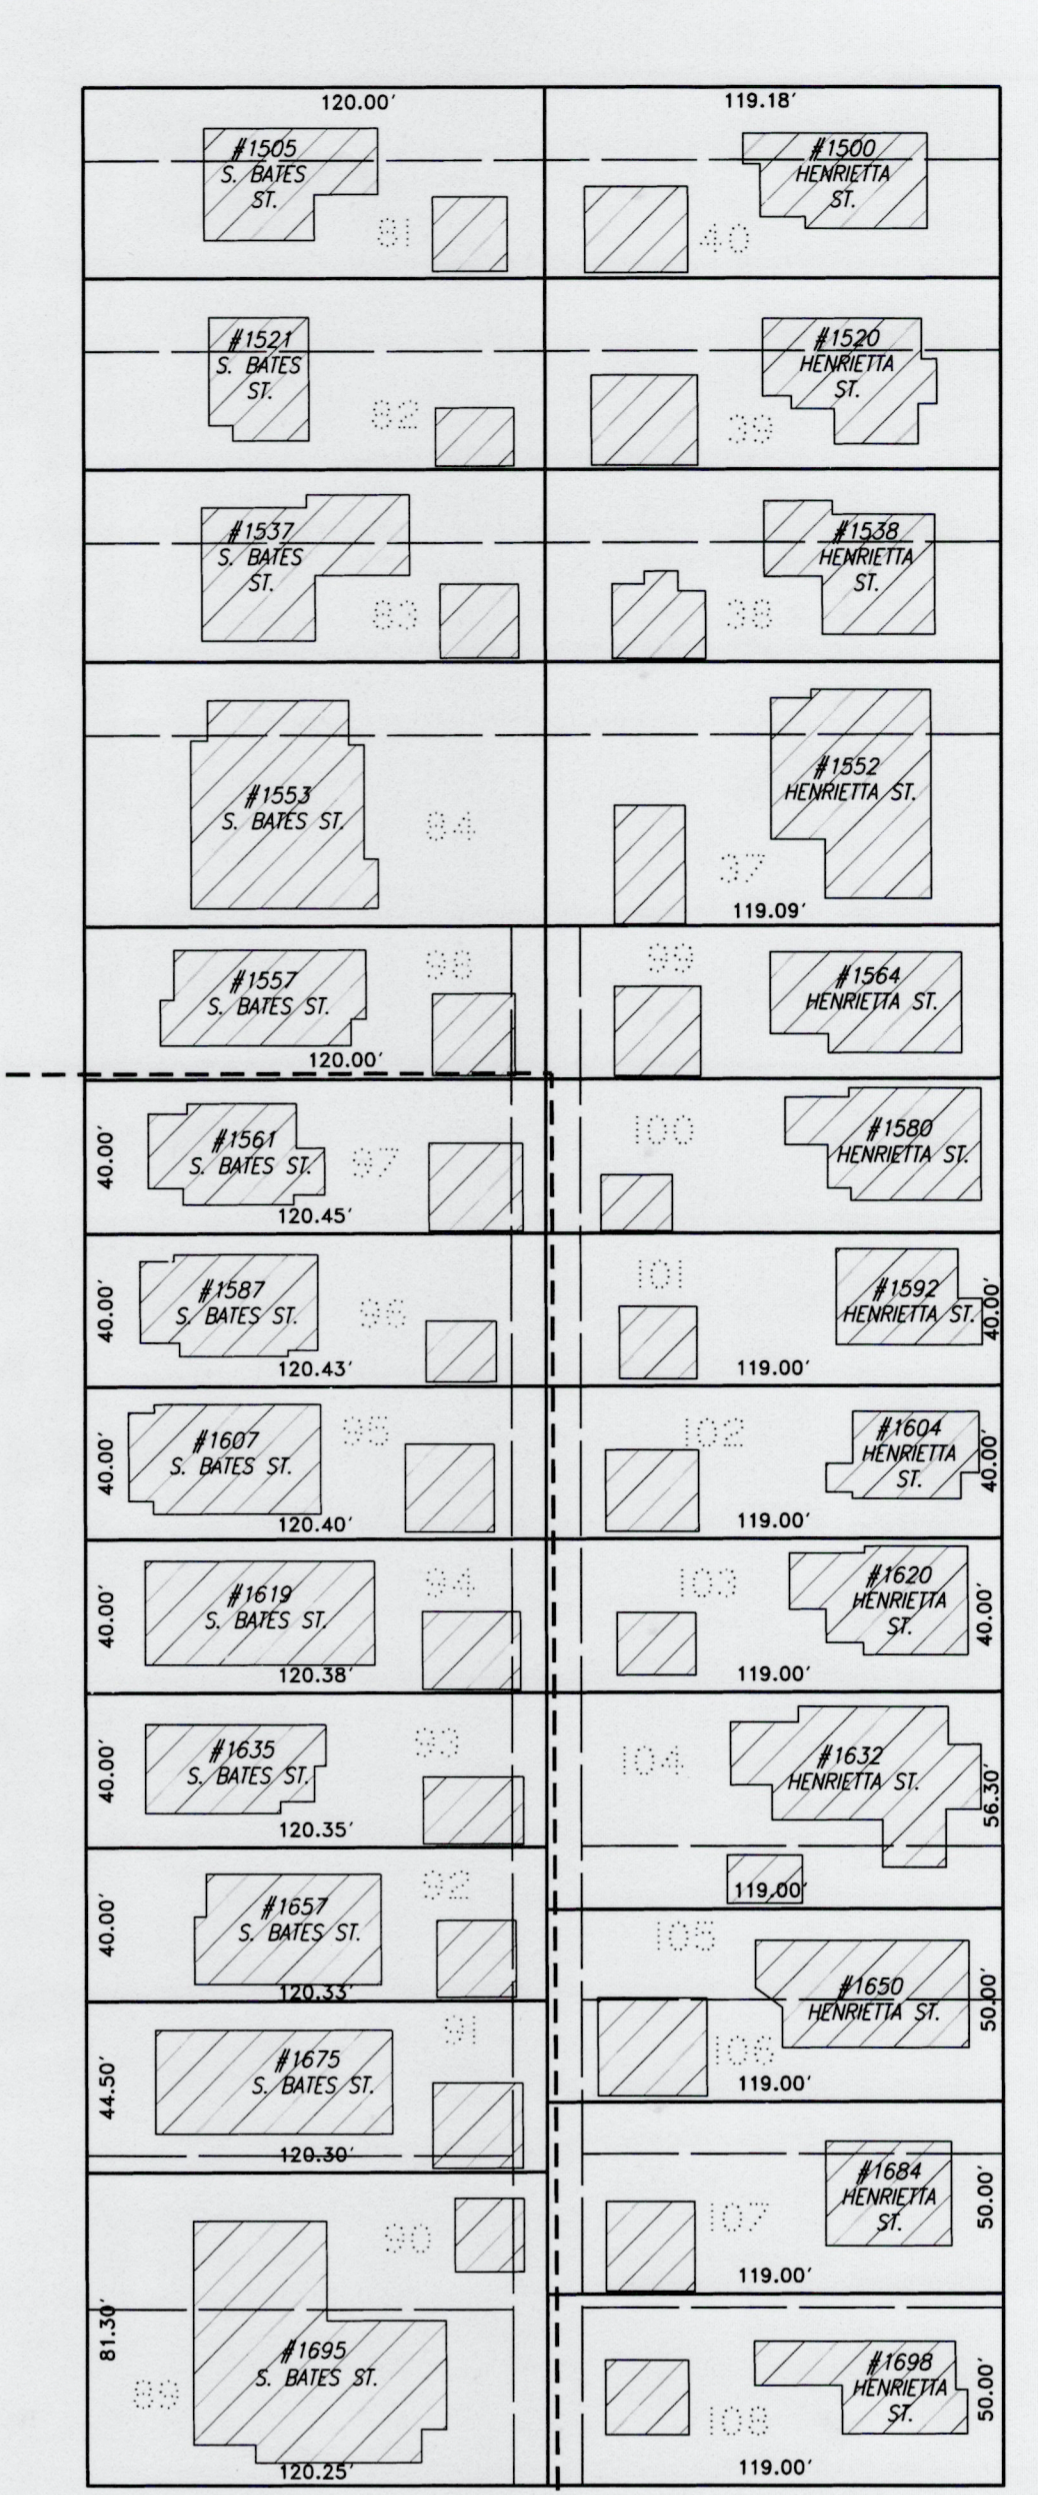 120.00′
119.18′
#1505
S. BATES
ST.
81
#1500
HENRIETTA
ST.
40
#1521
S. BATES
ST.
82
#1520
HENRIETTA
ST.
39
#1537
S. BATES
ST.
83
#1538
HENRIETTA
ST.
38
#1553
S. BATES ST.
84
#1552
HENRIETTA ST.
37
119.09′
#1557
S. BATES ST.
98
120.00′
99
#1564
HENRIETTA ST.
40.00′
#1561
S. BATES ST.
97
120.45′
100
#1580
HENRIETTA ST.
40.00′
#1587
S. BATES ST.
96
120.43′
101
#1592
HENRIETTA ST.
40.00′
119.00′
40.00′
#1607
S. BATES ST.
95
120.40′
102
#1604
HENRIETTA
ST.
40.00′
119.00′
40.00′
#1619
S. BATES ST.
94
120.38′
103
#1620
HENRIETTA
ST.
40.00′
119.00′
40.00′
#1635
S. BATES ST.
93
120.35′
104
#1632
HENRIETTA ST.
56.30′
119.00′
40.00′
#1657
S. BATES ST.
92
120.33′
105
#1650
HENRIETTA ST.
50.00′
106
119.00′
44.50′
#1675
S. BATES ST.
91
120.30′
#1684
HENRIETTA
ST.
50.00′
107
119.00′
90
81.30′
#1695
S. BATES ST.
89
120.25′
#1698
HENRIETTA
ST.
50.00′
108
119.00′